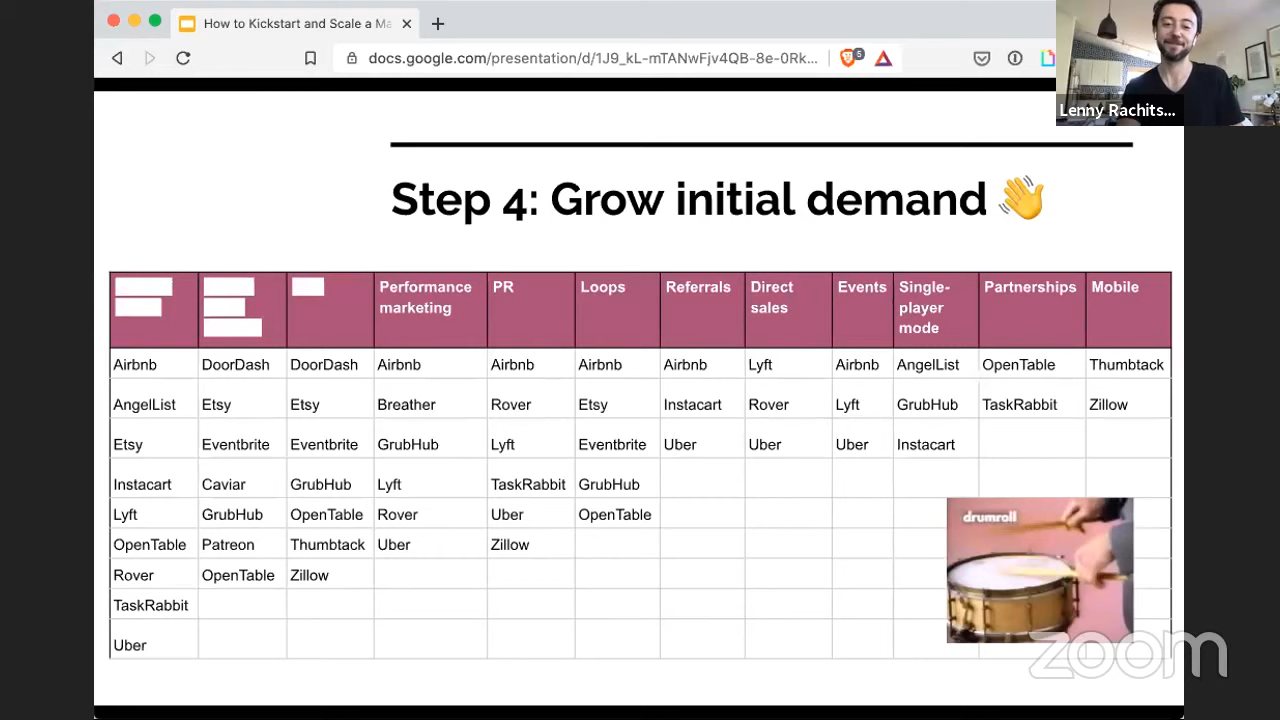 How to Kickstart and Scale a Ma
docs.google.com/presentation/d/1J9_kL-mTANwFjv4QB-8e-0Rk...
5
Lenny Rachits...
Step 4: Grow initial demand 👋
Performance marketing PR Loops Referrals Direct sales Events Single-player mode Partnerships Mobile
Airbnb DoorDash DoorDash Airbnb Airbnb Airbnb Airbnb Lyft Airbnb AngelList OpenTable Thumbtack
AngelList Etsy Etsy Breather Rover Etsy Instacart Rover Lyft GrubHub TaskRabbit Zillow
Etsy Eventbrite Eventbrite GrubHub Lyft Eventbrite Uber Uber Uber Instacart
Instacart Caviar GrubHub Lyft TaskRabbit GrubHub
Lyft GrubHub OpenTable Rover Uber OpenTable
OpenTable Patreon Thumbtack Uber Zillow
Rover OpenTable Zillow
TaskRabbit
Uber
drumroll
zoom